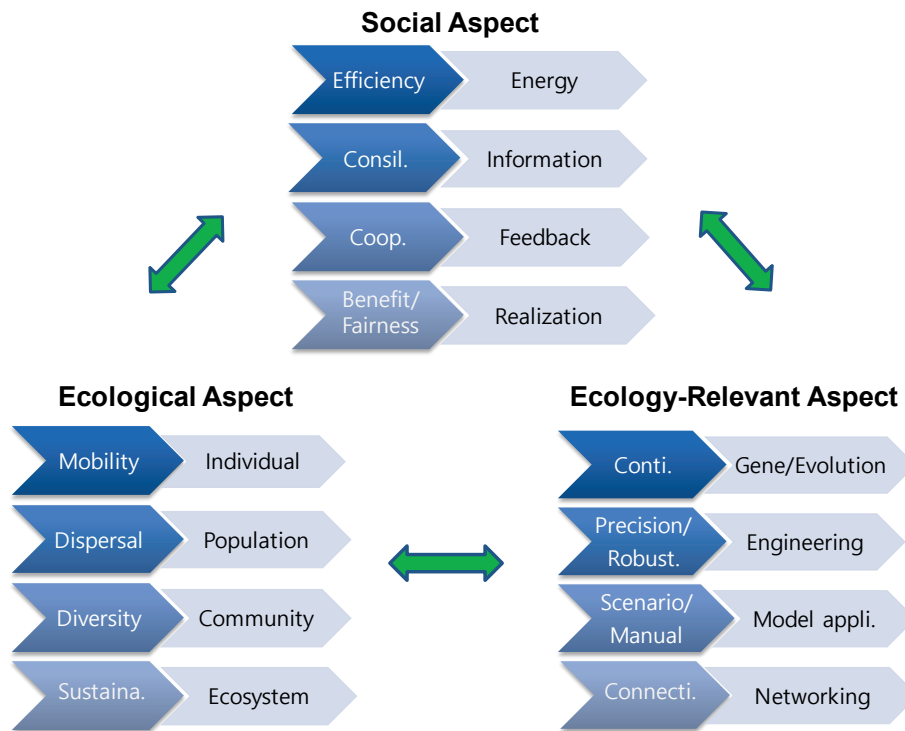 Social Aspect
Efficiency
Energy
Consil.
Information
Coop.
Feedback
Benefit/
Fairness
Realization
Ecological Aspect
Mobility
Individual
Dispersal
Population
Diversity
Community
Sustaina.
Ecosystem
Ecology-Relevant Aspect
Conti.
Gene/Evolution
Precision/
Robust.
Engineering
Scenario/
Manual
Model appli.
Connecti.
Networking